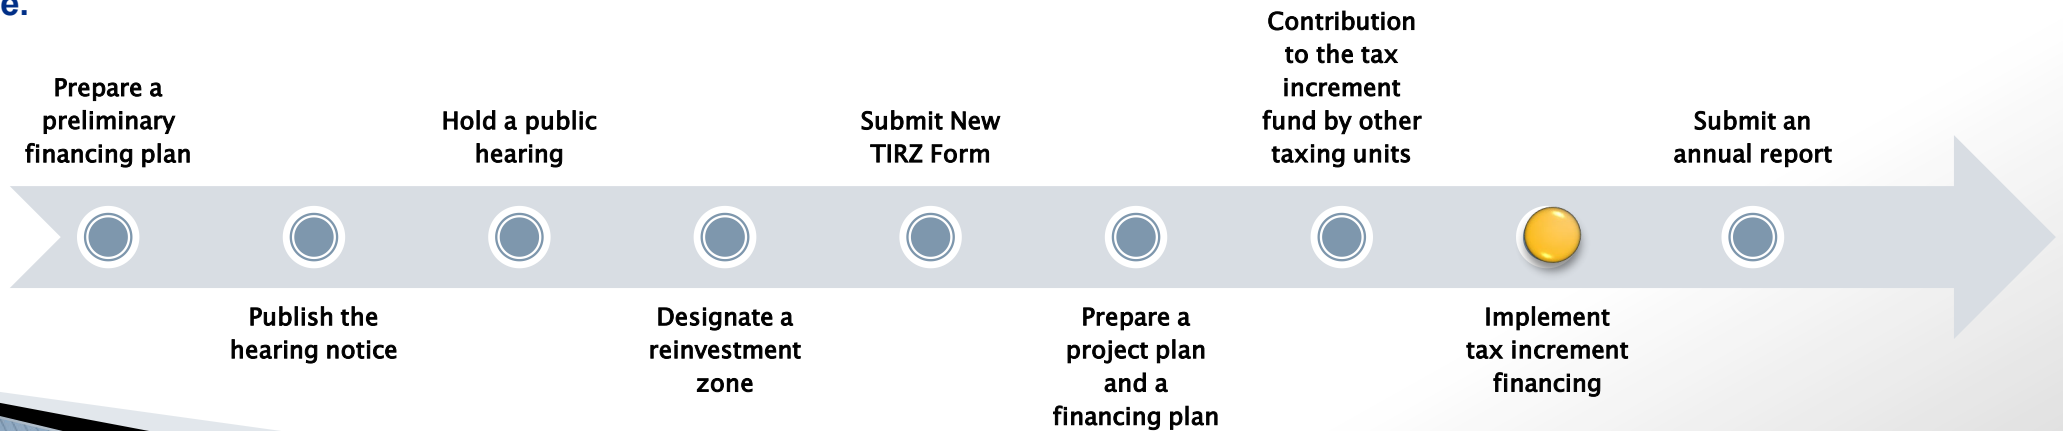 e.
Prepare a
preliminary
financing plan
Publish the
hearing notice
Hold a public
hearing
Designate a
reinvestment
zone
Submit New
TIRZ Form
Prepare a
project plan
and a
financing plan
Contribution
to the tax
increment
fund by other
taxing units
Implement
tax increment
financing
Submit an
annual report